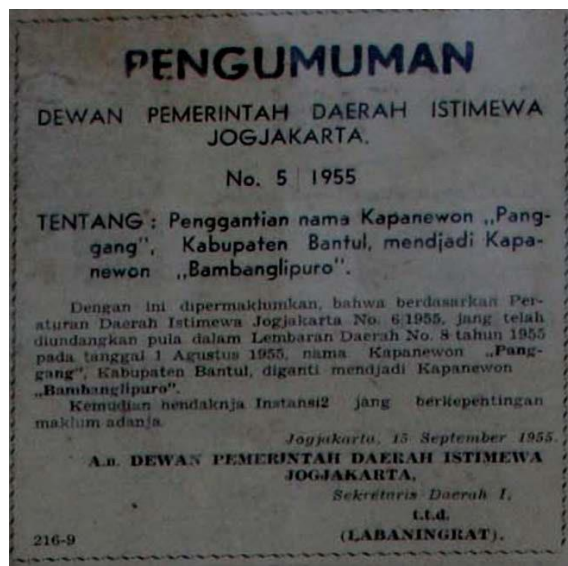 PENGUMUMAN
DEWAN PEMERINTAH DAERAH ISTIMEWA
JOGJAKARTA.
No. 5 1955
TENTANG : Penggantian nama Kapanewon „Pang-
gang", Kabupaten Bantul, mendjadi Kapa-
newon „Bambanglipuro".
Dengan ini dipermaklumkan, bahwa berdasarkan Per-
aturan Daerah Istimewa Jogjakarta No. 6/1955, jang telah
diundangkan pula dalam Lembaran Daerah No. 8 tahun 1955
pada tanggal 1 Agustus 1955, nama Kapanewon „Pang-
gang", Kabupaten Bantul, diganti mendjadi Kapanewon
„Bambanglipuro".
Kemudian hendaknja Instansi2 jang berkepentingan
maklum adanja
Jogjakarta, 15 September 1955.
A.n. DEWAN PEMERINTAH DAERAH ISTIMEWA
JOGJAKARTA,
Sekretaris Daerah I,
t.t.d.
(LABANINGRAT).
216-9